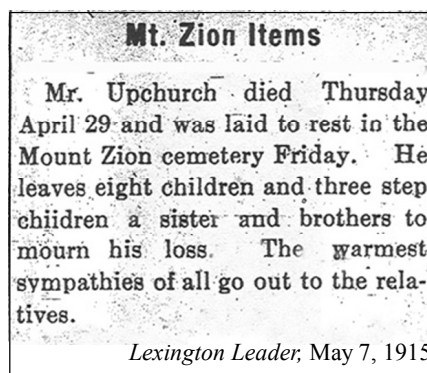 Mt. Zion Items
Mr. Upchurch died Thursday
April 29 and was laid to rest in the
Mount Zion cemetery Friday. He
leaves eight children and three step
chiidren a sister and brothers to
mourn his loss. The warmest
sympathies of all go out to the rela-
tives.
Lexington Leader, May 7, 1915